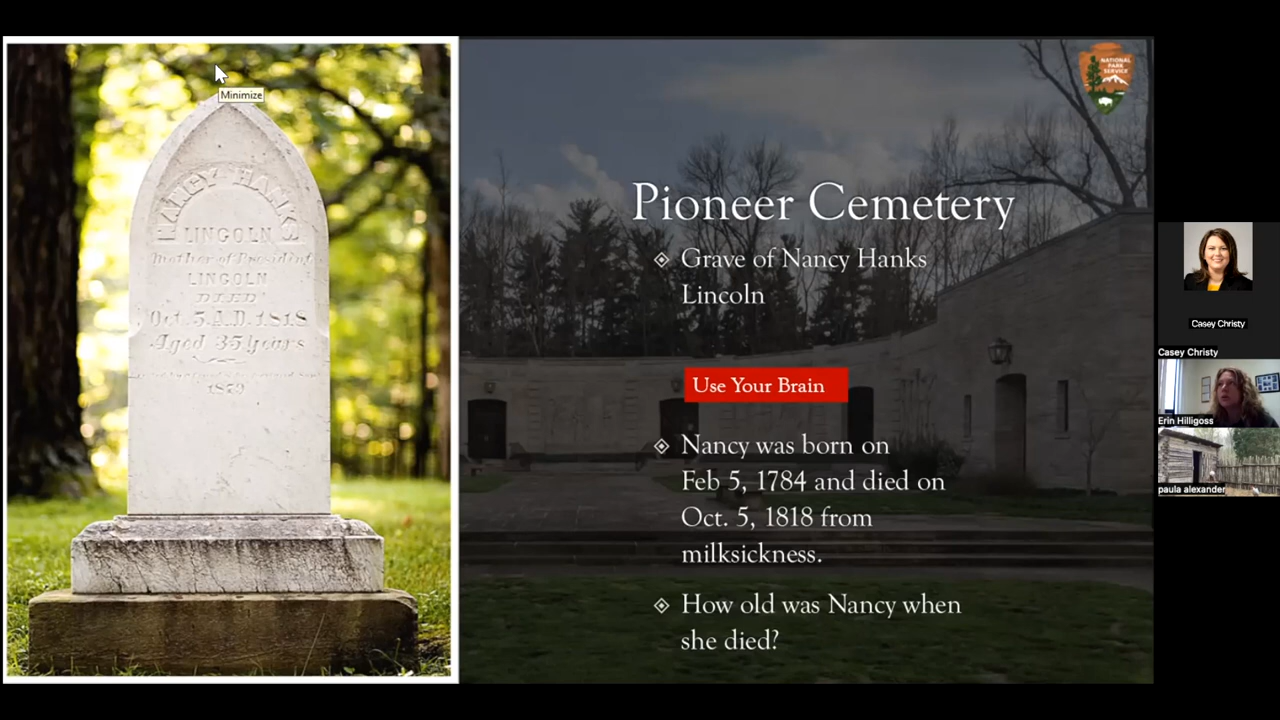 Minimize
NANCY HANKS
LINCOLN
Mother of President
LINCOLN
DIED
Oct. 5. A.D. 1818
Aged 35 years
1879
NATIONAL
PARK
SERVICE
Pioneer Cemetery
Grave of Nancy Hanks
Lincoln
Use Your Brain
Nancy was born on
Feb 5, 1784 and died on
Oct. 5, 1818 from
milksickness.
How old was Nancy when
she died?
Casey Christy
Casey Christy
Erin Hilligoss
paula alexander